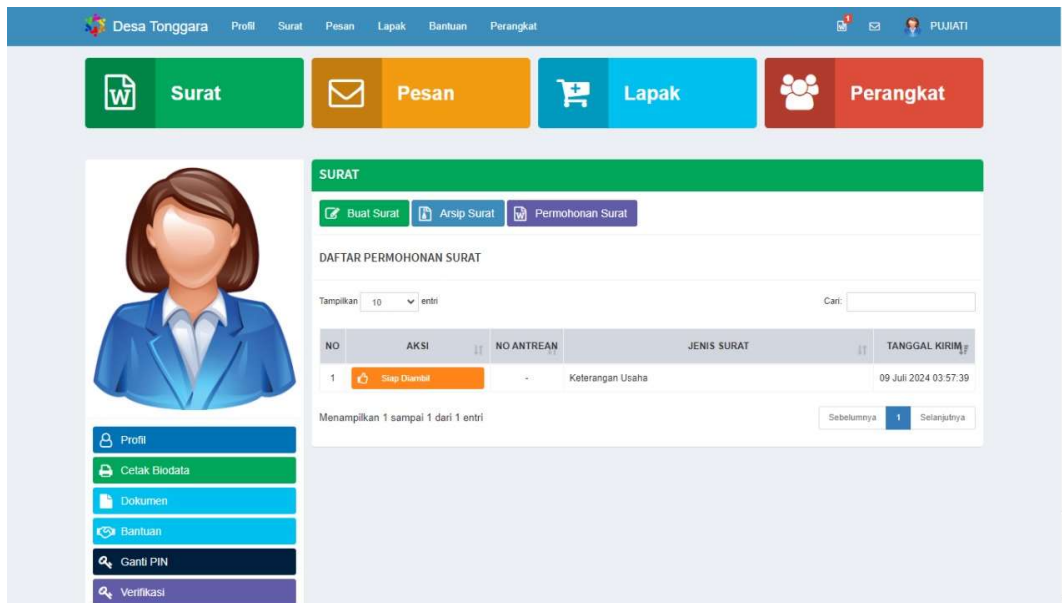 Desa Tonggara Profil Surat Pesan Lapak Bantuan Perangkat 1 PUJIATI
W Surat Pesan Lapak Perangkat
SURAT
Buat Surat Arsip Surat Permohonan Surat
DAFTAR PERMOHONAN SURAT
Tampilkan 10 entri Cari:
NO AKSI NO ANTREAN JENIS SURAT TANGGAL KIRIM
1 Siap Diambil - Keterangan Usaha 09 Juli 2024 03:57:39
Menampilkan 1 sampai 1 dari 1 entri Sebelumnya 1 Selanjutnya
Profil
Cetak Biodata
Dokumen
Bantuan
Ganti PIN
Verifikasi